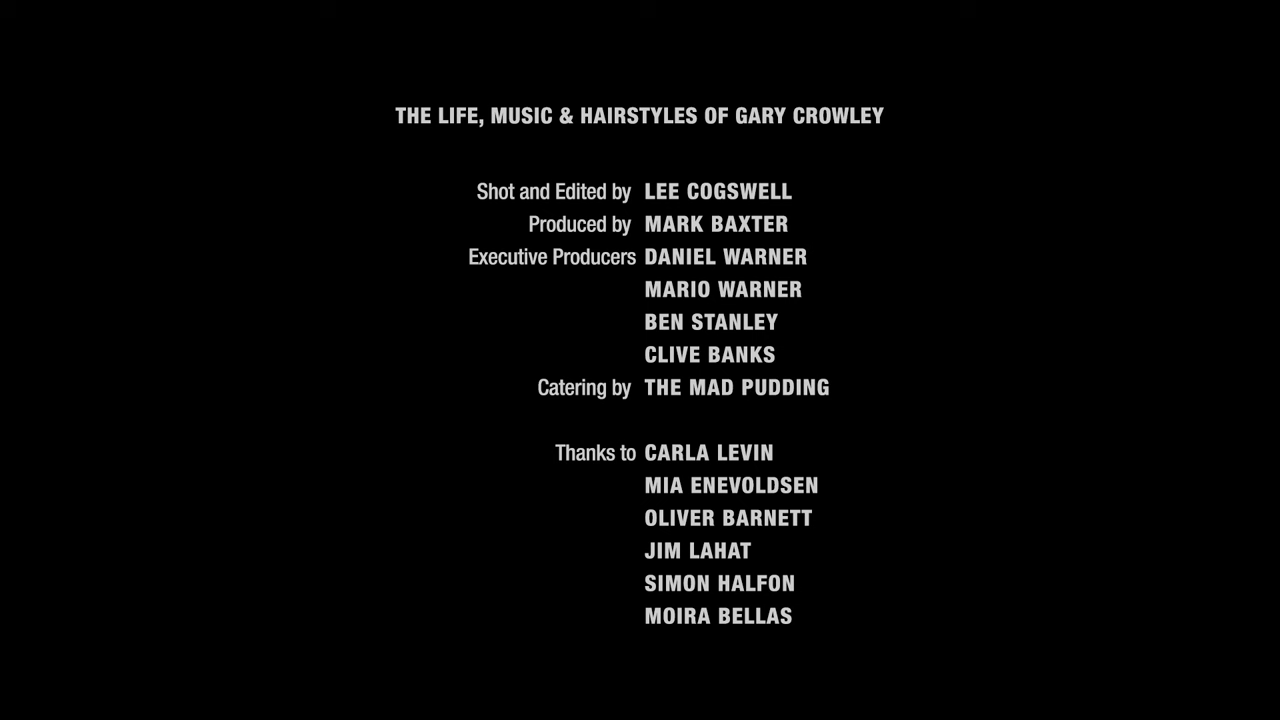 THE LIFE, MUSIC & HAIRSTYLES OF GARY CROWLEY
Shot and Edited by LEE COGSWELL
Produced by MARK BAXTER
Executive Producers DANIEL WARNER
MARIO WARNER
BEN STANLEY
CLIVE BANKS
Catering by THE MAD PUDDING
Thanks to CARLA LEVIN
MIA ENEVOLDSEN
OLIVER BARNETT
JIM LAHAT
SIMON HALFON
MOIRA BELLAS